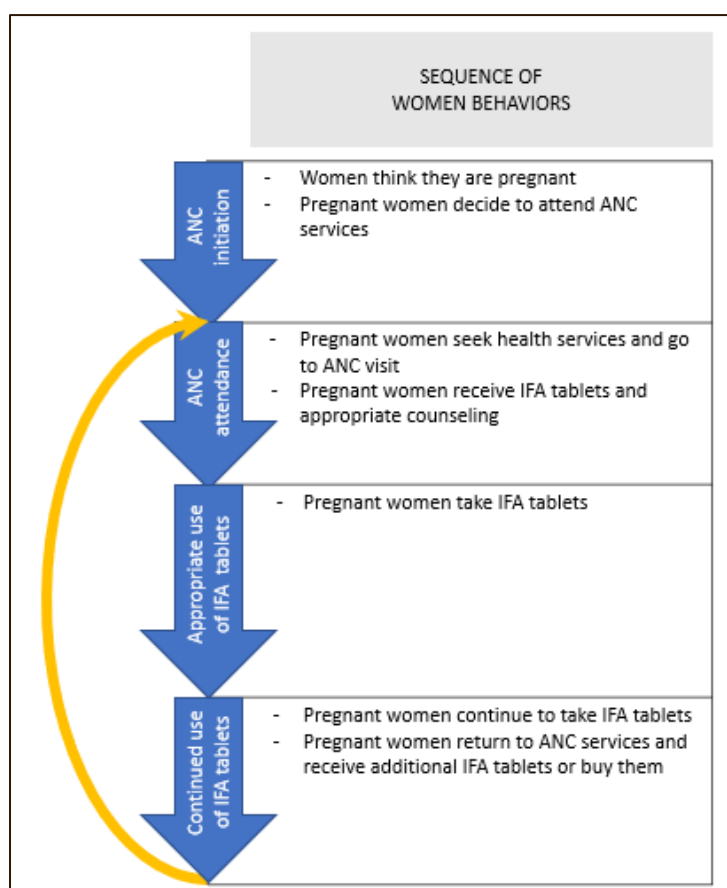 SEQUENCE OF
WOMEN BEHAVIORS
ANC
initiation
- Women think they are pregnant
- Pregnant women decide to attend ANC
services
ANC
attendance
- Pregnant women seek health services and go
to ANC visit
- Pregnant women receive IFA tablets and
appropriate counseling
Appropriate use
of IFA tablets
- Pregnant women take IFA tablets
Continued use
of IFA tablets
- Pregnant women continue to take IFA tablets
- Pregnant women return to ANC services and
receive additional IFA tablets or buy them